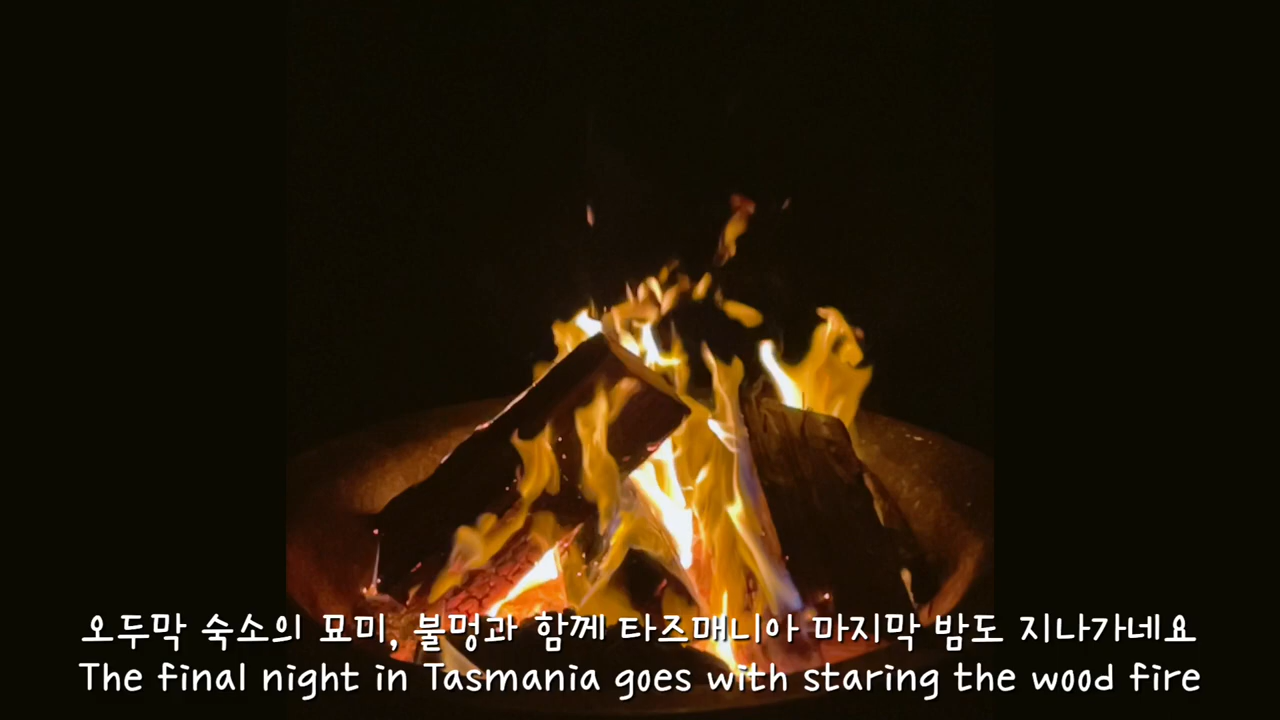 오두막 숙소의 묘미, 불멍과 함께 타즈매니아 마지막 밤도 지나가네요
The final night in Tasmania goes with staring the wood fire